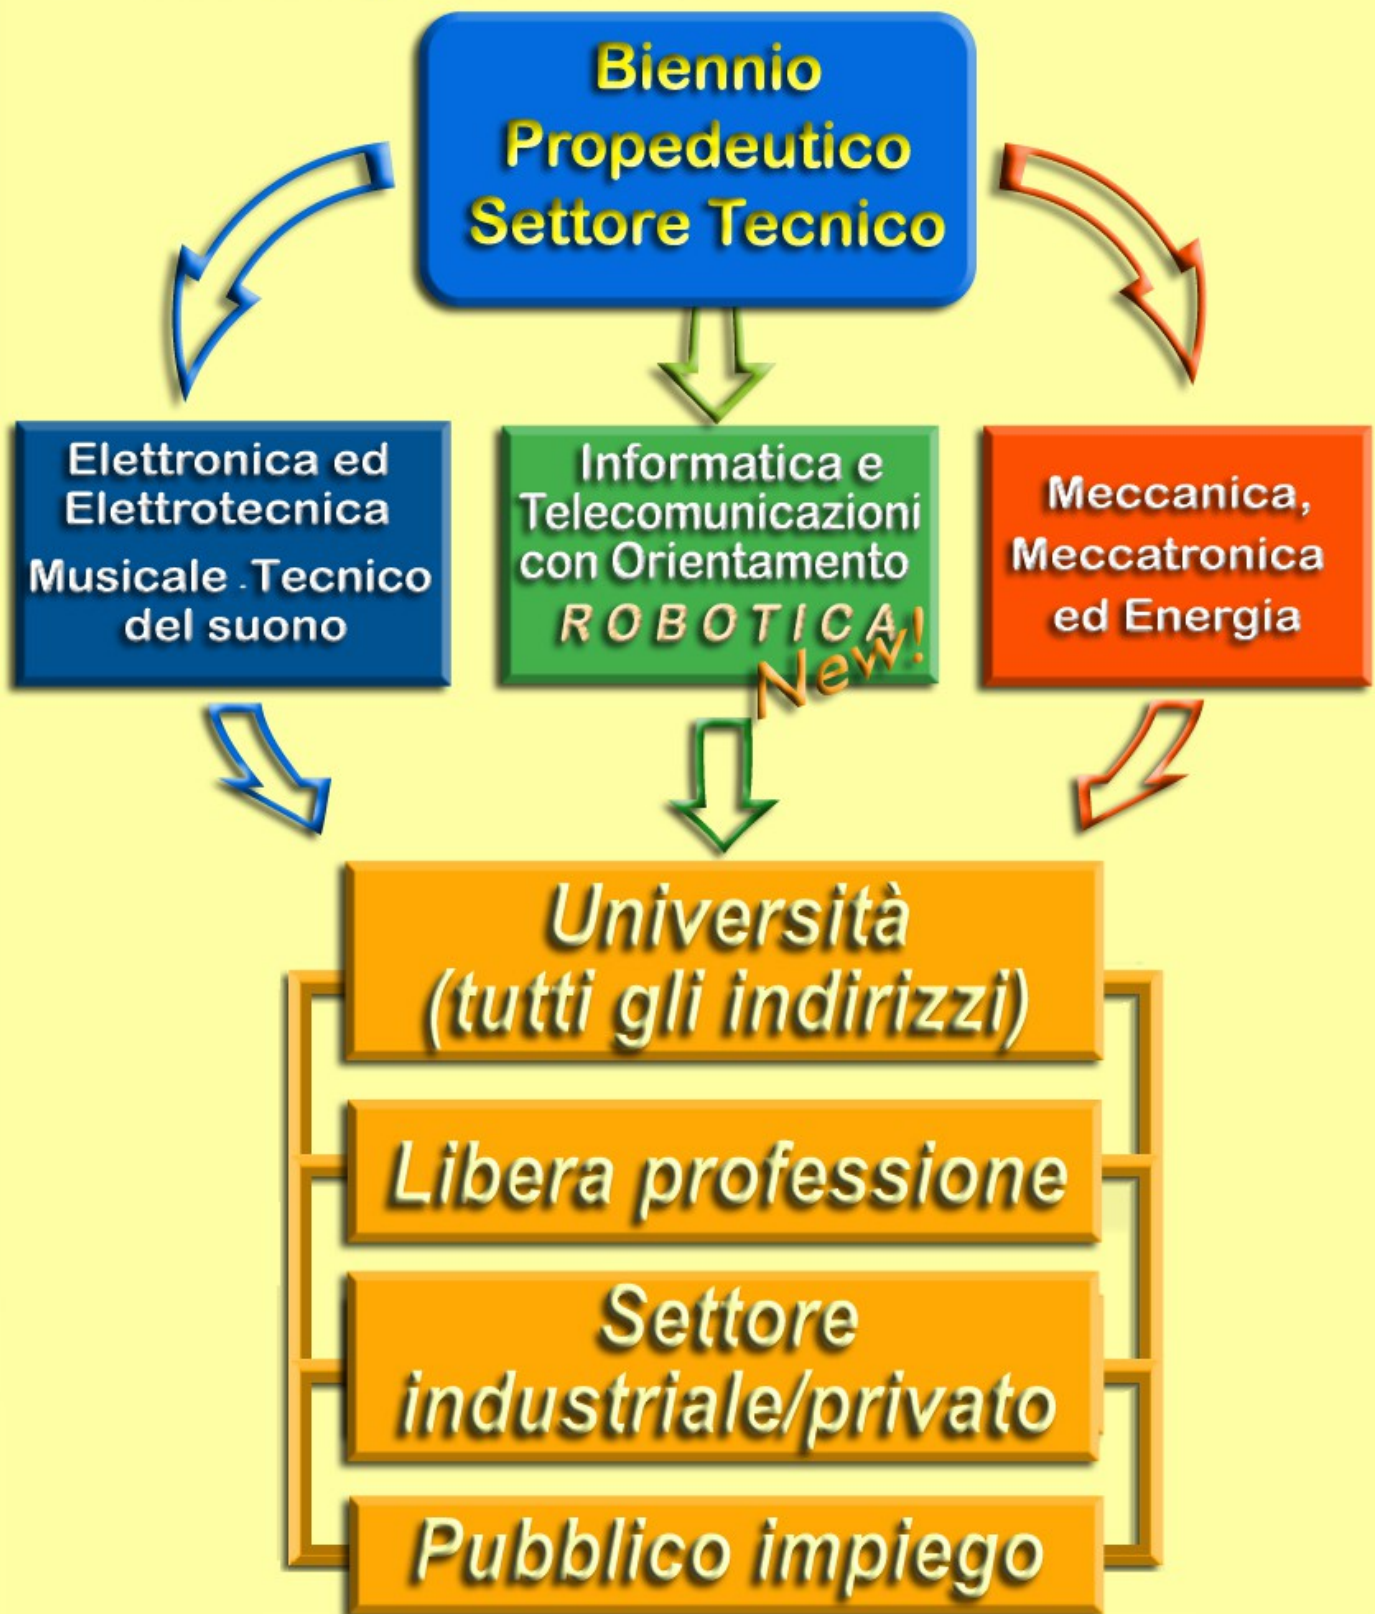 Biennio
Propedeutico
Settore Tecnico
Elettronica ed
Elettrotecnica
Musicale - Tecnico
del suono
Informatica e
Telecomunicazioni
con Orientamento
ROBOTICA
New!
Meccanica,
Meccatronica
ed Energia
Università
(tutti gli indirizzi)
Libera professione
Settore
industriale/privato
Pubblico impiego